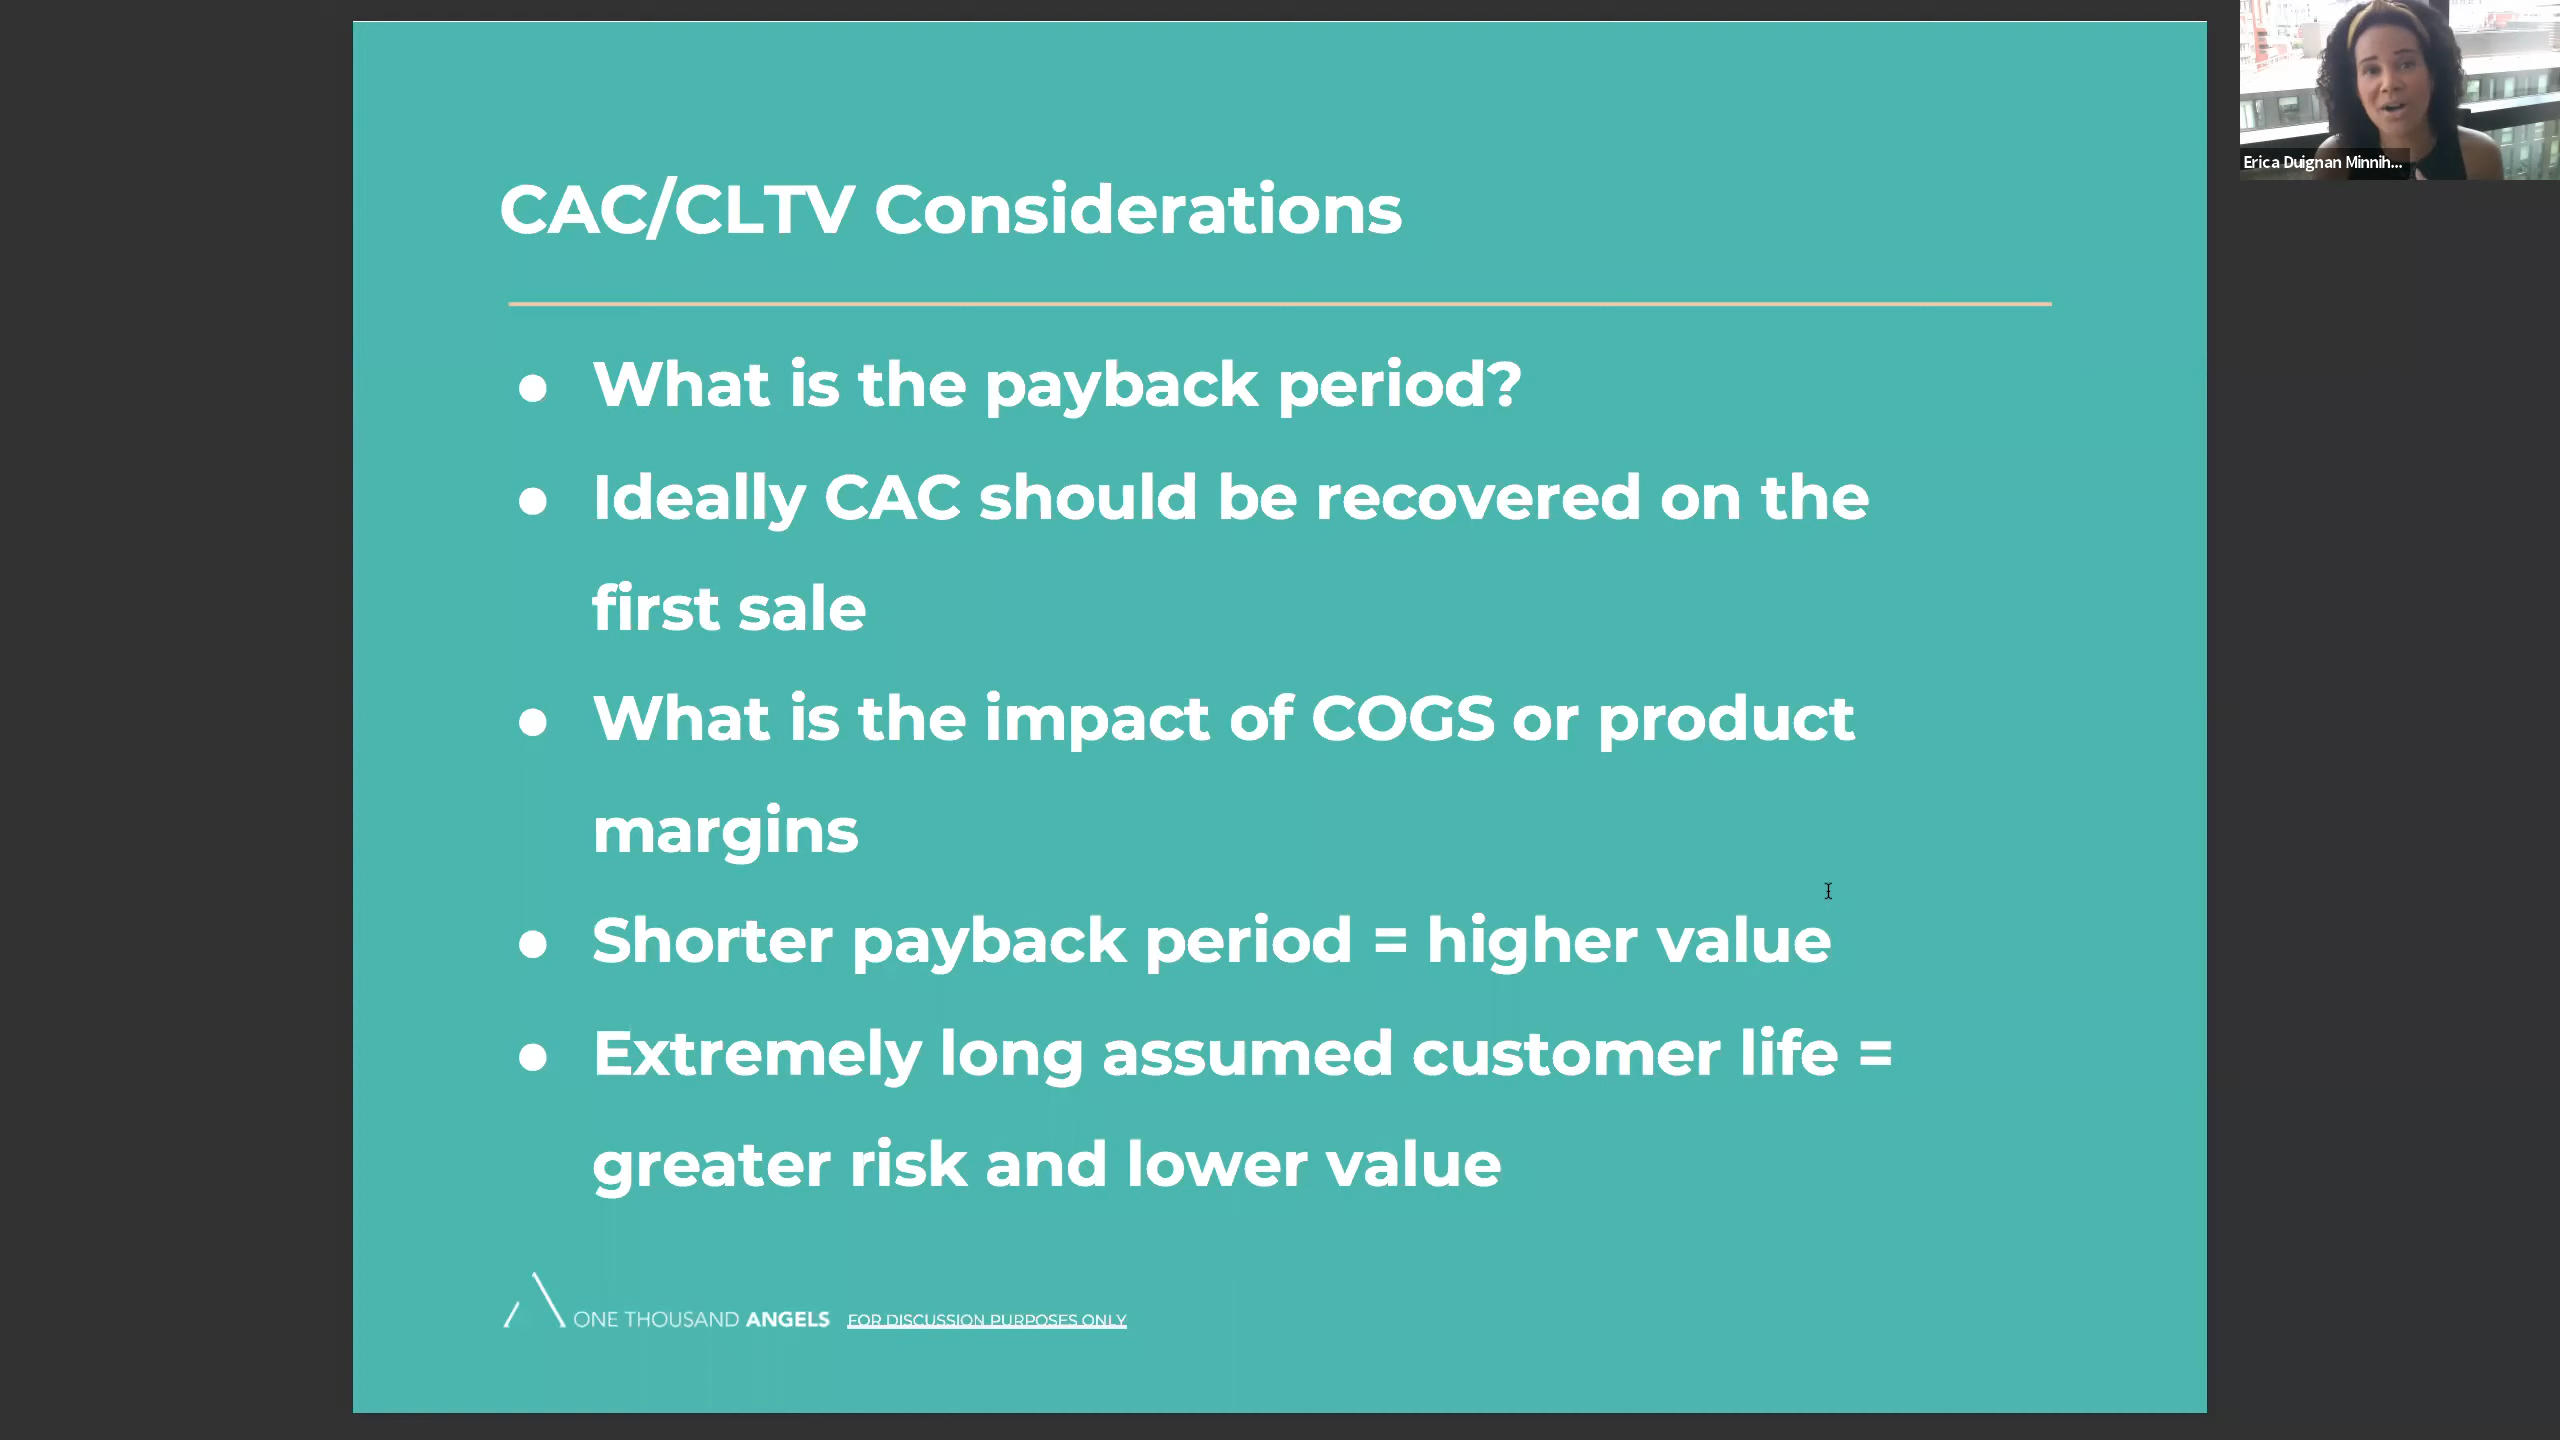 CAC/CLTV Considerations
● What is the payback period?
● Ideally CAC should be recovered on the
first sale
● What is the impact of COGS or product
margins
● Shorter payback period = higher value
● Extremely long assumed customer life =
greater risk and lower value
ONE THOUSAND ANGELS FOR DISCUSSION PURPOSES ONLY
Erica Duignan Minnih...